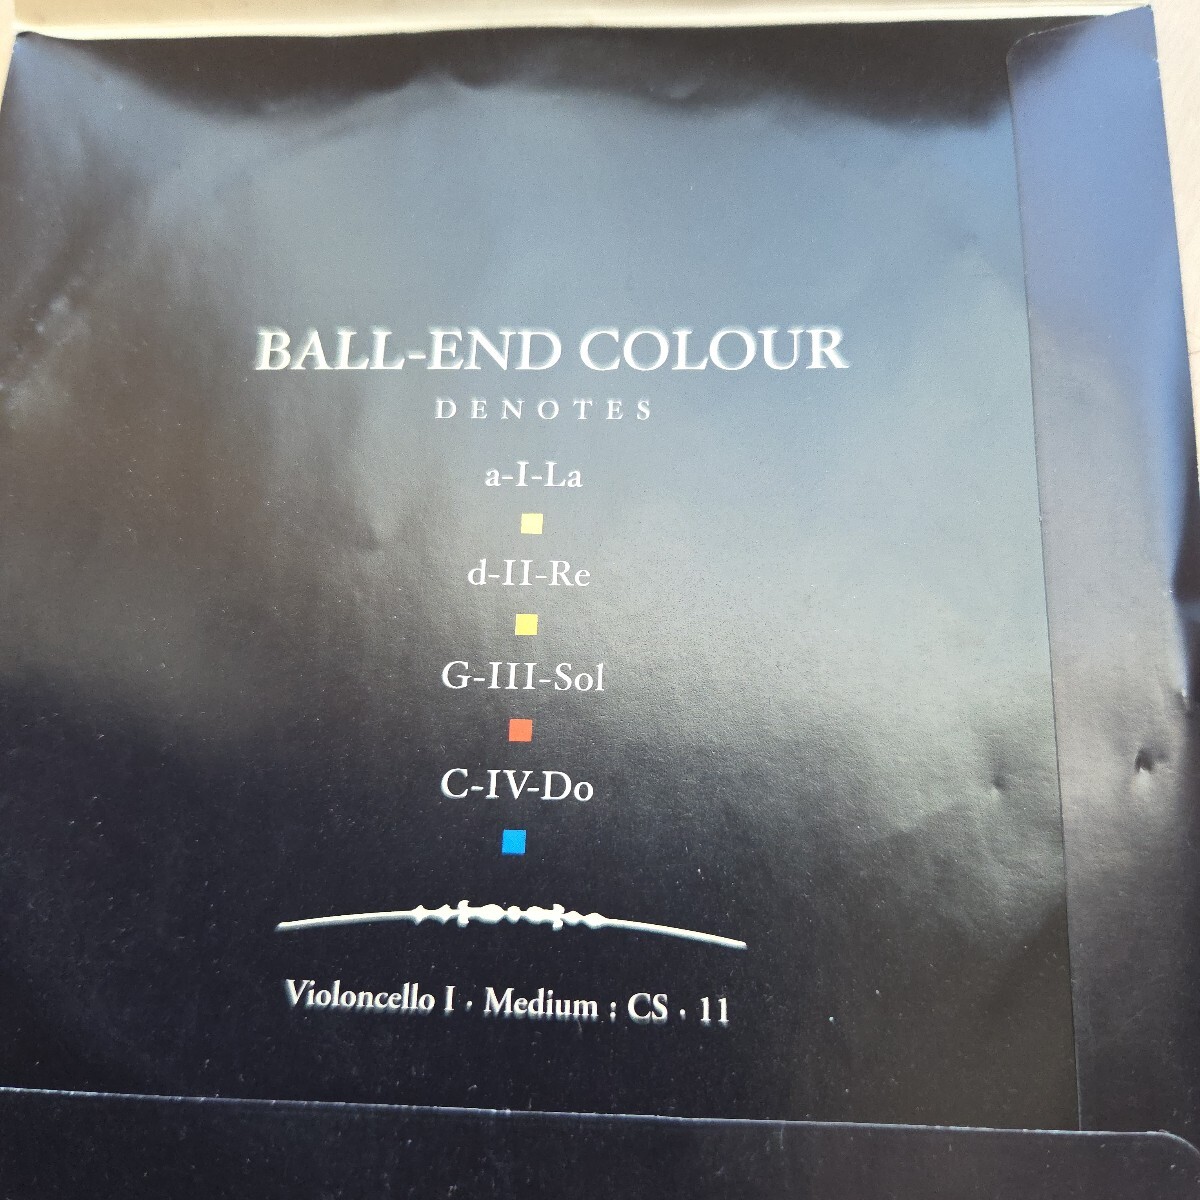 BALL-END COLOUR
DENOTES
a-I-La
d-II-Re
G-III-Sol
C-IV-Do
Violoncello I · Medium : CS · 11